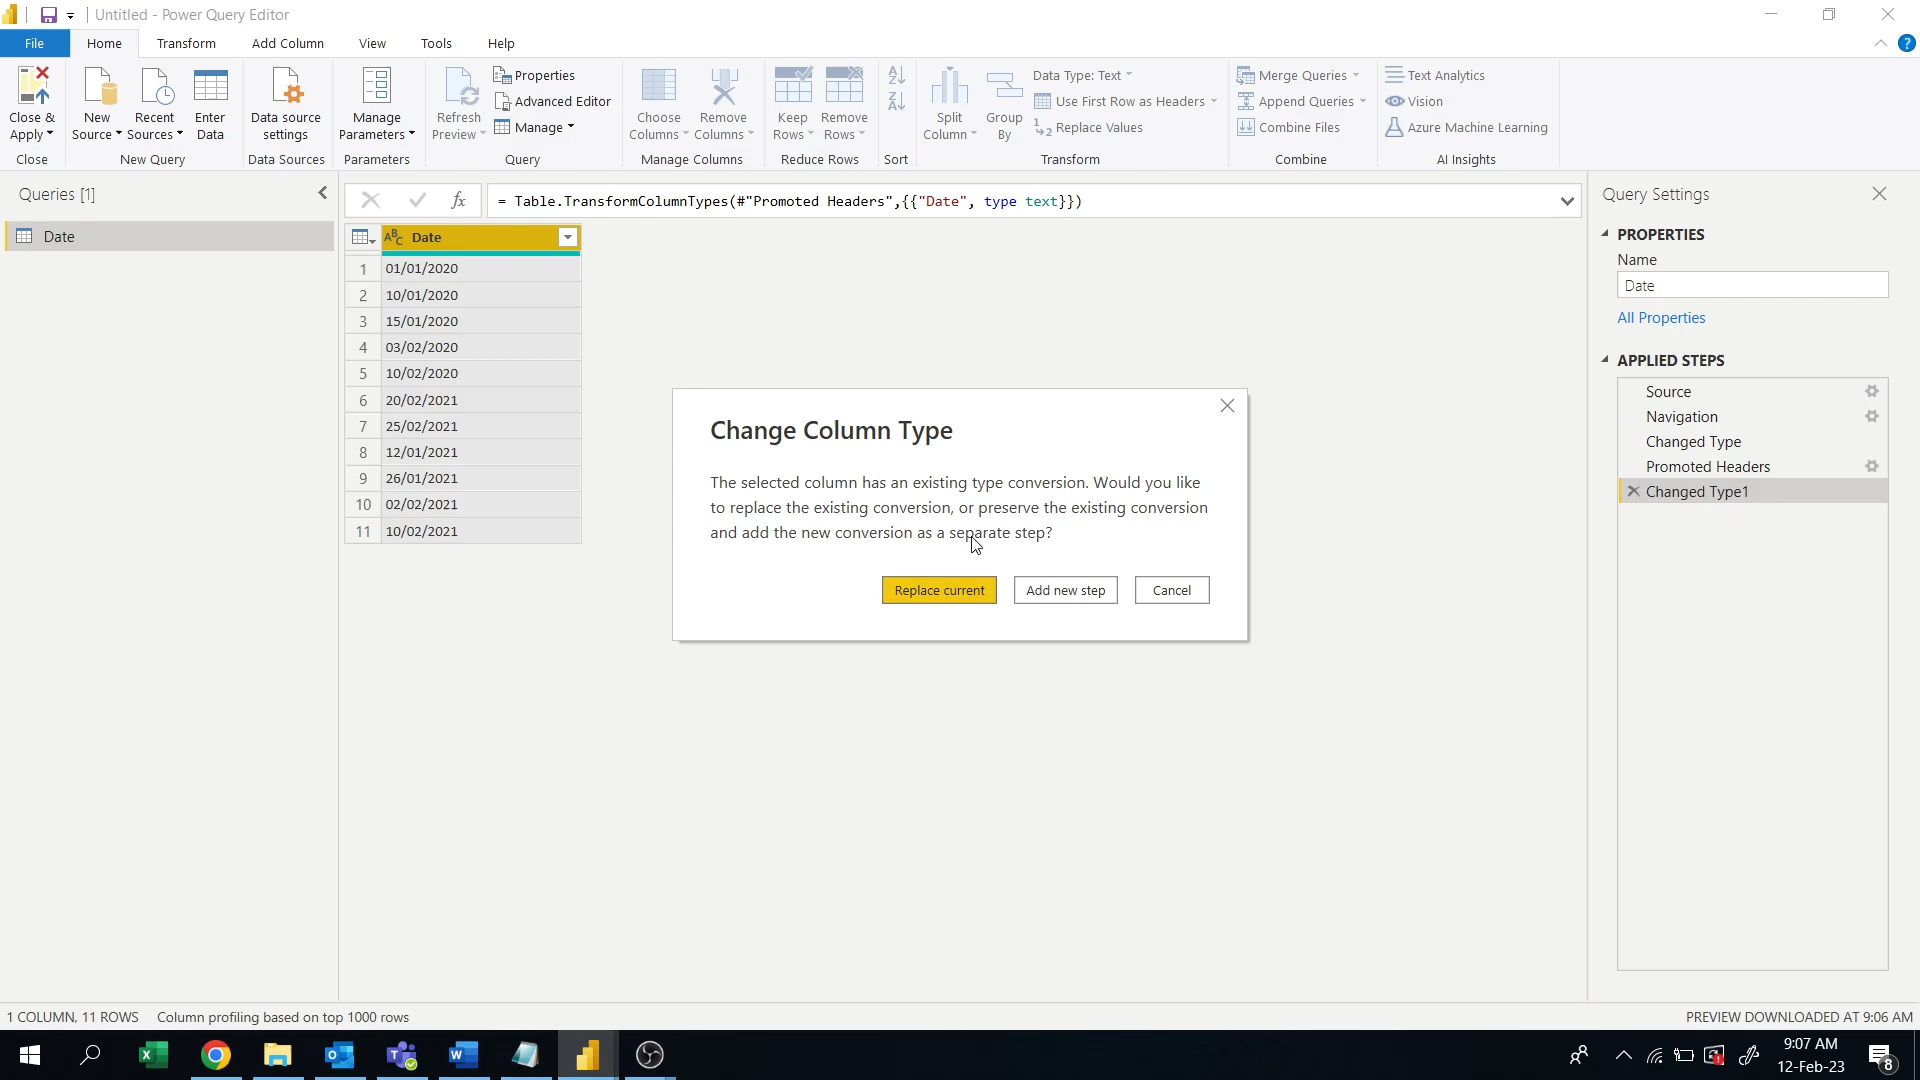 Untitled - Power Query Editor
File Home Transform Add Column View Tools Help
Close & Apply
Close
New Source
Recent Sources
Enter Data
New Query
Data source settings
Data Sources
Manage Parameters
Parameters
Refresh Preview
Properties
Advanced Editor
Manage
Query
Choose Columns
Remove Columns
Manage Columns
Keep Rows
Remove Rows
Reduce Rows
Sort
Split Column
Group By
Data Type: Text
Use First Row as Headers
Replace Values
Transform
Merge Queries
Append Queries
Combine Files
Combine
Text Analytics
Vision
Azure Machine Learning
AI Insights
Queries [1]
Date
fx
= Table.TransformColumnTypes(#"Promoted Headers",{{"Date", type text}})
ABC Date
1 01/01/2020
2 10/01/2020
3 15/01/2020
4 03/02/2020
5 10/02/2020
6 20/02/2021
7 25/02/2021
8 12/01/2021
9 26/01/2021
10 02/02/2021
11 10/02/2021
Change Column Type
The selected column has an existing type conversion. Would you like
to replace the existing conversion, or preserve the existing conversion
and add the new conversion as a separate step?
Replace current Add new step Cancel
Query Settings
PROPERTIES
Name
Date
All Properties
APPLIED STEPS
Source
Navigation
Changed Type
Promoted Headers
Changed Type1
1 COLUMN, 11 ROWS Column profiling based on top 1000 rows
PREVIEW DOWNLOADED AT 9:06 AM
9:07 AM
12-Feb-23
8